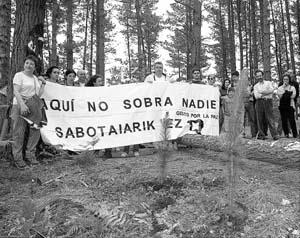 AQUÍ NO SOBRA NADIE
GESTO POR LA PAZ
SABOTAIARIK EZ